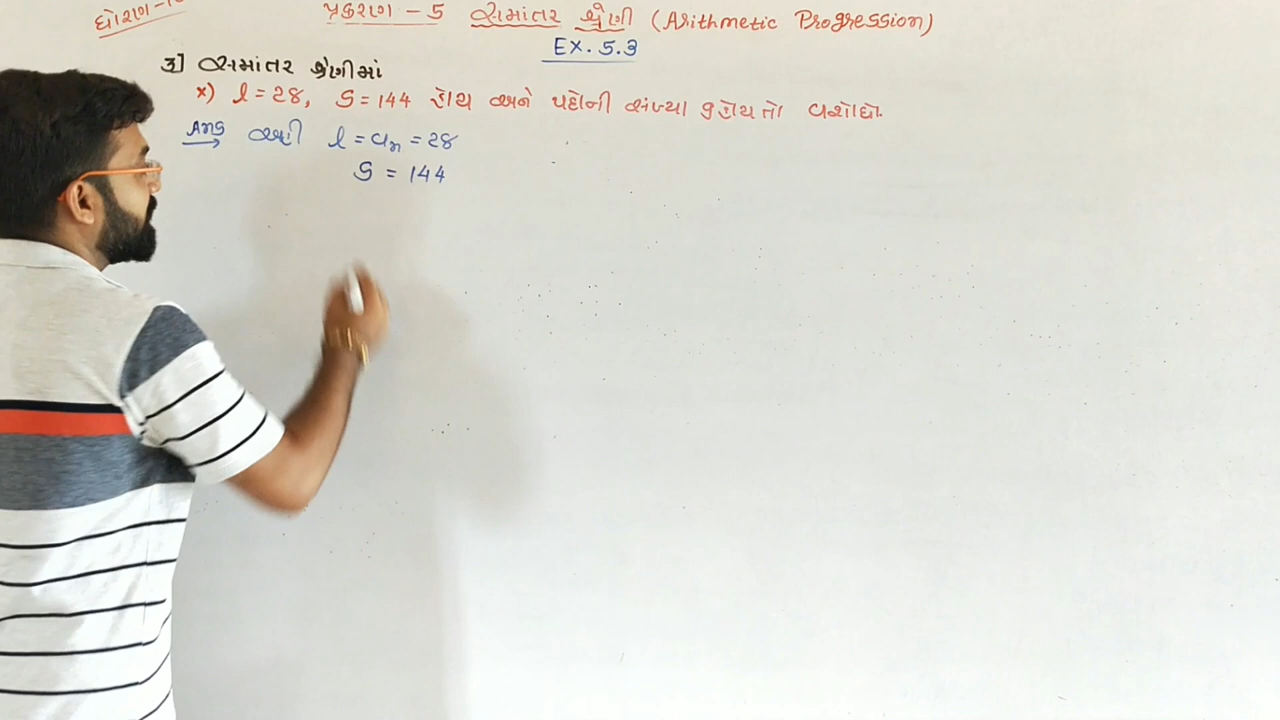 ધોરણ-10
પ્રકરણ - 5 સમાંતર શ્રેણી (Arithmetic Progression)
Ex. 5.3
3] સમાંતર શ્રેણીમાં
x) l = 28, S = 144 હોય અને પદોની સંખ્યા 9 હોય તો a શોધો.
Ans અહીં l = an = 28
S = 144